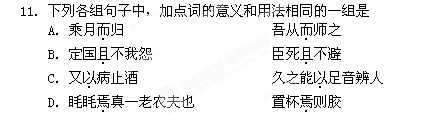 11. 下列各组句子中，加点词的意义和用法相同的一组是
A. 乘月而归 吾从而师之
B. 定国且不我怨 臣死且不避
C. 又以病止酒 久之能以足音辨人
D. 眊眊焉真一老农夫也 置杯焉则胶